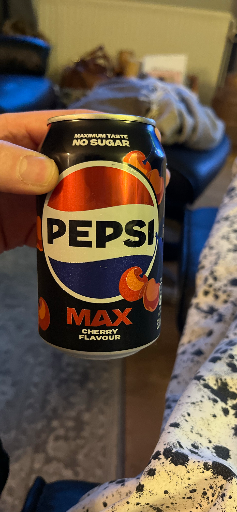 MAXIMUM TASTE
NO SUGAR
PEPSI
MAX
CHERRY
FLAVOUR